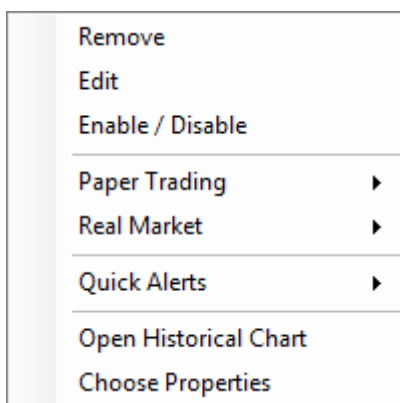 Remove
Edit
Enable / Disable
Paper Trading
Real Market
Quick Alerts
Open Historical Chart
Choose Properties